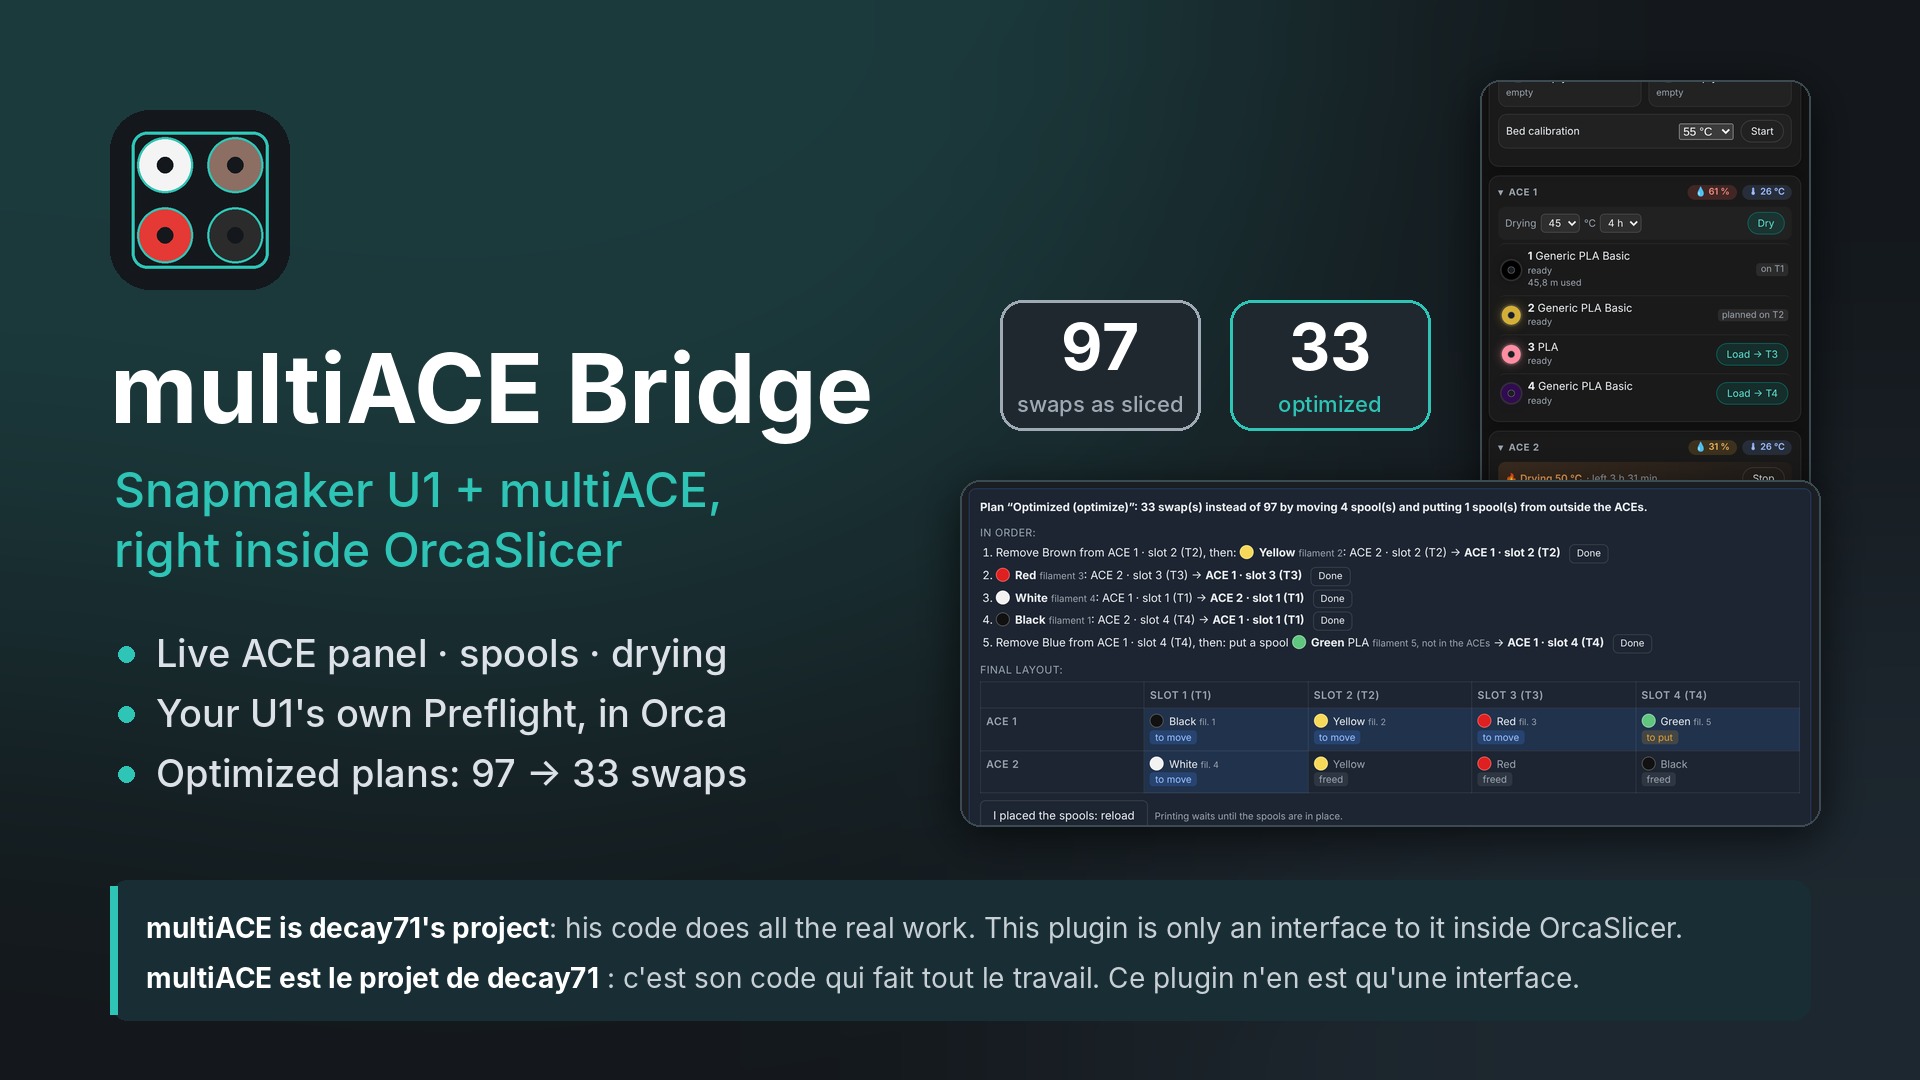 multiACE Bridge
Snapmaker U1 + multiACE,
right inside OrcaSlicer
Live ACE panel · spools · drying
Your U1's own Preflight, in Orca
Optimized plans: 97 → 33 swaps
97
swaps as sliced
33
optimized
empty
empty
Bed calibration 55 °C Start
ACE 1 61 % 26 °C
Drying 45 °C 4 h Dry
1 Generic PLA Basic
ready
45,8 m used
on T1
2 Generic PLA Basic
ready
planned on T2
3 PLA
ready
Load → T3
4 Generic PLA Basic
ready
Load → T4
ACE 2 31 % 26 °C
Drying 50 °C · left 3 h 31 min Stop
Plan “Optimized (optimize)”: 33 swap(s) instead of 97 by moving 4 spool(s) and putting 1 spool(s) from outside the ACEs.
IN ORDER:
1. Remove Brown from ACE 1 · slot 2 (T2), then: Yellow filament 2: ACE 2 · slot 2 (T2) → ACE 1 · slot 2 (T2) Done
2. Red filament 3: ACE 2 · slot 3 (T3) → ACE 1 · slot 3 (T3) Done
3. White filament 4: ACE 1 · slot 1 (T1) → ACE 2 · slot 1 (T1) Done
4. Black filament 1: ACE 2 · slot 4 (T4) → ACE 1 · slot 1 (T1) Done
5. Remove Blue from ACE 1 · slot 4 (T4), then: put a spool Green PLA filament 5, not in the ACEs → ACE 1 · slot 4 (T4) Done
FINAL LAYOUT:
SLOT 1 (T1) SLOT 2 (T2) SLOT 3 (T3) SLOT 4 (T4)
ACE 1 Black fil. 1 Yellow fil. 2 Red fil. 3 Green fil. 5
to move to move to move to put
ACE 2 White fil. 4 Yellow Red Black
to move freed freed freed
I placed the spools: reload Printing waits until the spools are in place.
multiACE is decay71's project: his code does all the real work. This plugin is only an interface to it inside OrcaSlicer.
multiACE est le projet de decay71 : c'est son code qui fait tout le travail. Ce plugin n'en est qu'une interface.